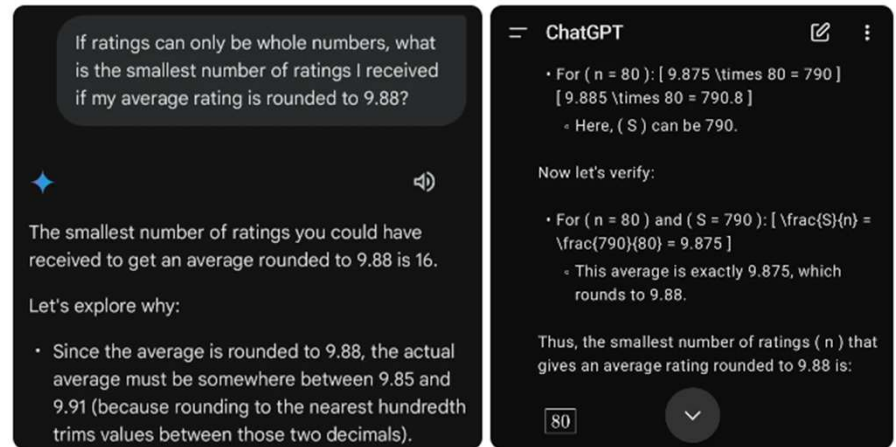 If ratings can only be whole numbers, what
is the smallest number of ratings I received
if my average rating is rounded to 9.88?
The smallest number of ratings you could have
received to get an average rounded to 9.88 is 16.
Let's explore why:
• Since the average is rounded to 9.88, the actual
average must be somewhere between 9.85 and
9.91 (because rounding to the nearest hundredth
trims values between those two decimals).
ChatGPT
• For ( n = 80 ): [ 9.875 \times 80 = 790 ]
[ 9.885 \times 80 = 790.8 ]
◦ Here, ( S ) can be 790.
Now let's verify:
• For ( n = 80 ) and ( S = 790 ): [ \frac{S}{n} =
\frac{790}{80} = 9.875 ]
◦ This average is exactly 9.875, which
rounds to 9.88.
Thus, the smallest number of ratings ( n ) that
gives an average rating rounded to 9.88 is:
80